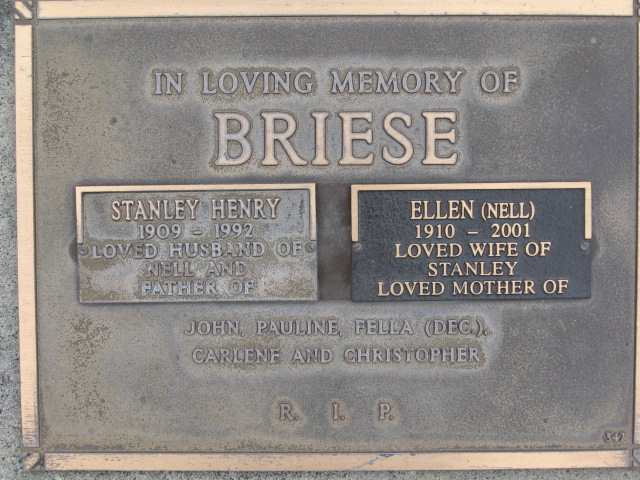 IN LOVING MEMORY OF
BRIESE
STANLEY HENRY
1909 - 1992
LOVED HUSBAND OF
NELL AND
FATHER OF
ELLEN (NELL)
1910 - 2001
LOVED WIFE OF
STANLEY
LOVED MOTHER OF
JOHN, PAULINE, FELLA (DEC.),
CARLENE AND CHRISTOPHER
R. I. P.
347